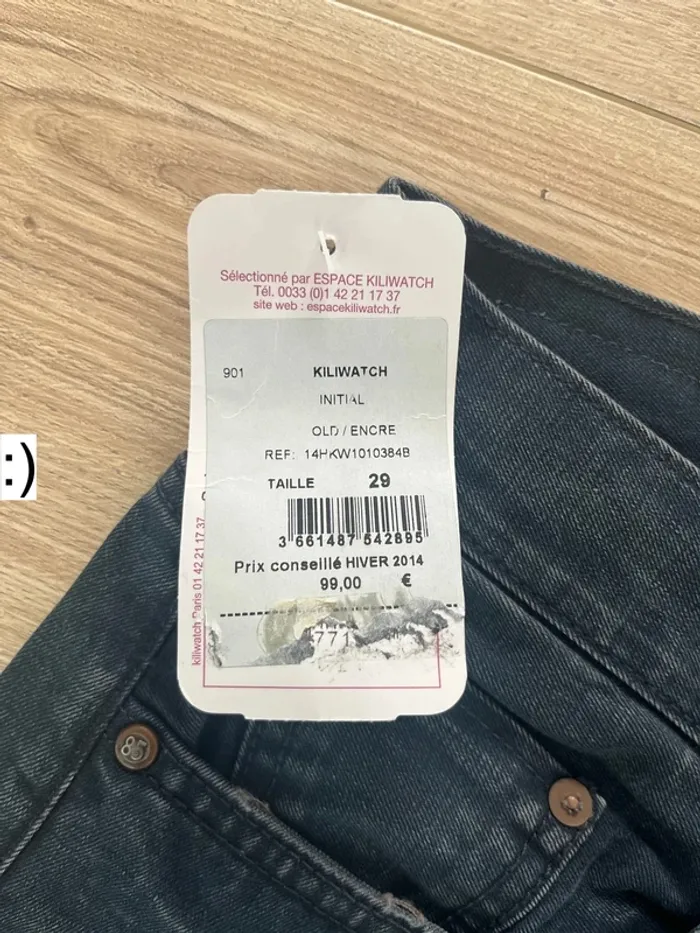 Sélectionné par ESPACE KILIWATCH
Tél. 0033 (0)1 42 21 17 37
site web : espacekiliwatch.fr
901 KILIWATCH
INITIAL
OLD / ENCRE
REF: 14HKW1010384B
TAILLE 29
3 661487 542895
Prix conseillé HIVER 2014
99,00 €
771
kiliwatch Paris 01 42 21 17 37
:)
85